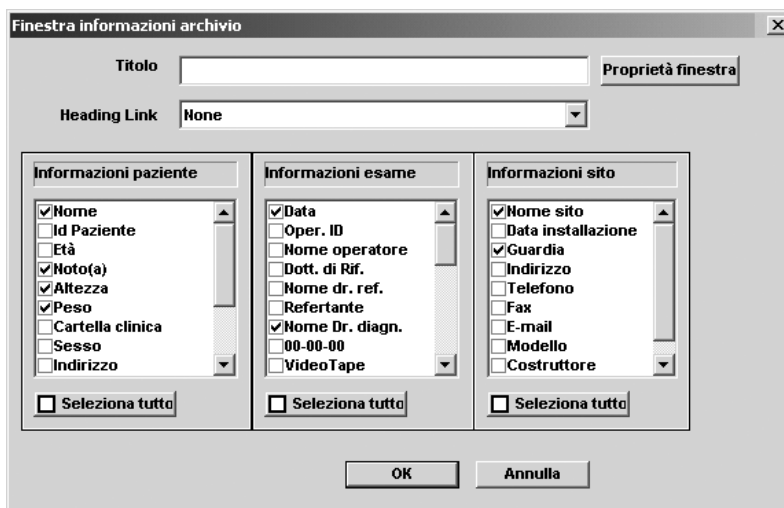 Finestra informazioni archivio
Titolo
Proprietà finestra
Heading Link
None
Informazioni paziente
Nome
Id Paziente
Età
Noto(a)
Altezza
Peso
Cartella clinica
Sesso
Indirizzo
Seleziona tutto
Informazioni esame
Data
Oper. ID
Nome operatore
Dott. di Rif.
Nome dr. ref.
Refertante
Nome Dr. diagn.
00-00-00
VideoTape
Seleziona tutto
Informazioni sito
Nome sito
Data installazione
Guardia
Indirizzo
Telefono
Fax
E-mail
Modello
Costruttore
Seleziona tutto
OK
Annulla